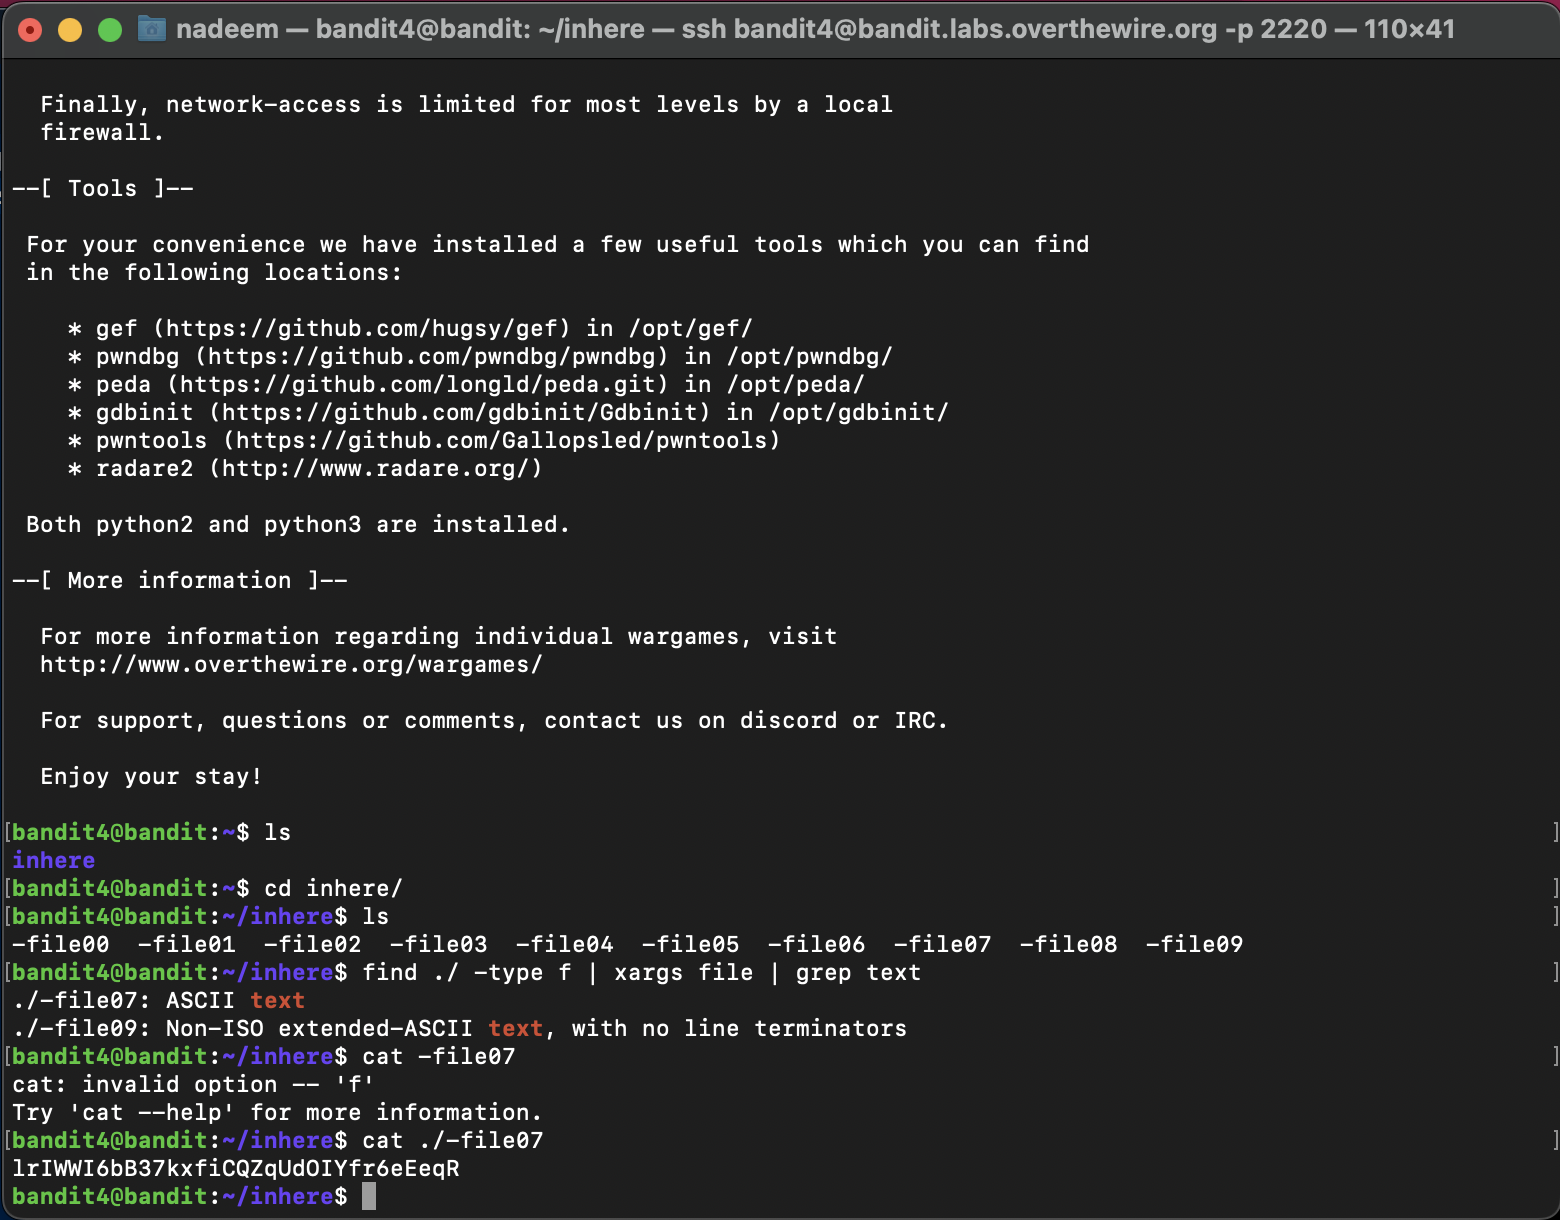 nadeem — bandit4@bandit: ~/inhere — ssh bandit4@bandit.labs.overthewire.org -p 2220 — 110×41
Finally, network-access is limited for most levels by a local
firewall.
--[ Tools ]--
For your convenience we have installed a few useful tools which you can find
in the following locations:
* gef (https://github.com/hugsy/gef) in /opt/gef/
* pwndbg (https://github.com/pwndbg/pwndbg) in /opt/pwndbg/
* peda (https://github.com/longld/peda.git) in /opt/peda/
* gdbinit (https://github.com/gdbinit/Gdbinit) in /opt/gdbinit/
* pwntools (https://github.com/Gallopsled/pwntools)
* radare2 (http://www.radare.org/)
Both python2 and python3 are installed.
--[ More information ]--
For more information regarding individual wargames, visit
http://www.overthewire.org/wargames/
For support, questions or comments, contact us on discord or IRC.
Enjoy your stay!
[bandit4@bandit:~$ ls ]
inhere
[bandit4@bandit:~$ cd inhere/ ]
[bandit4@bandit:~/inhere$ ls ]
-file00 -file01 -file02 -file03 -file04 -file05 -file06 -file07 -file08 -file09
[bandit4@bandit:~/inhere$ find ./ -type f | xargs file | grep text ]
./-file07: ASCII text
./-file09: Non-ISO extended-ASCII text, with no line terminators
[bandit4@bandit:~/inhere$ cat -file07 ]
cat: invalid option -- 'f'
Try 'cat --help' for more information.
[bandit4@bandit:~/inhere$ cat ./-file07 ]
lrIWWI6bB37kxfiCQZqUdOIYfr6eEeqR
bandit4@bandit:~/inhere$